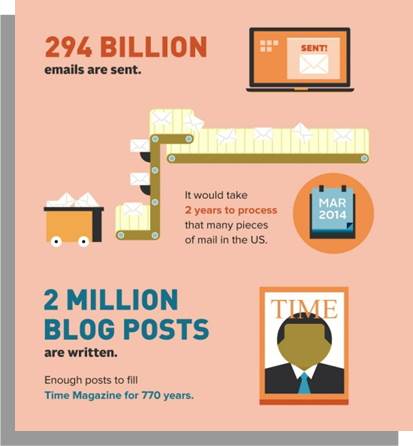 294 BILLION
emails are sent.
SENT!
It would take
2 years to process
that many pieces
of mail in the US.
MAR
2014
2 MILLION
BLOG POSTS
are written.
Enough posts to fill
Time Magazine for 770 years.
TIME